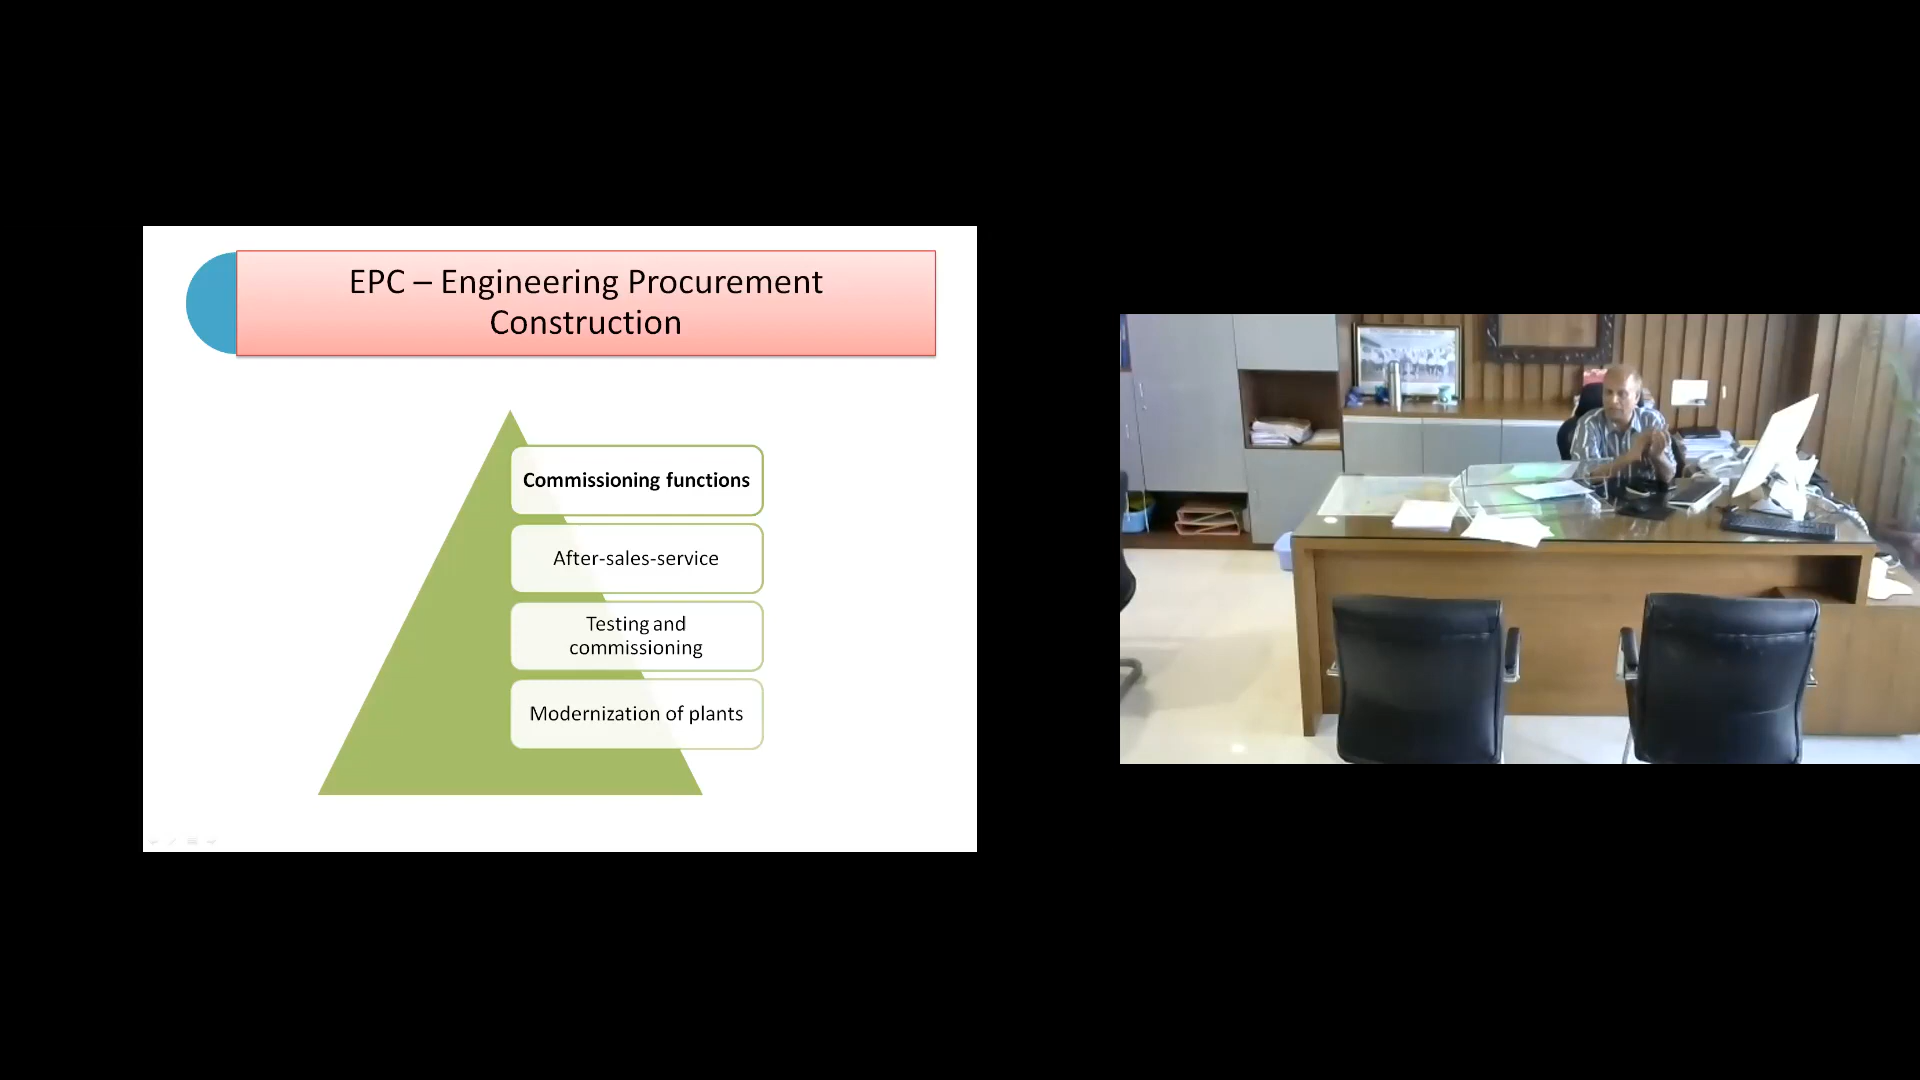 EPC – Engineering Procurement
Construction
Commissioning functions
After-sales-service
Testing and
commissioning
Modernization of plants